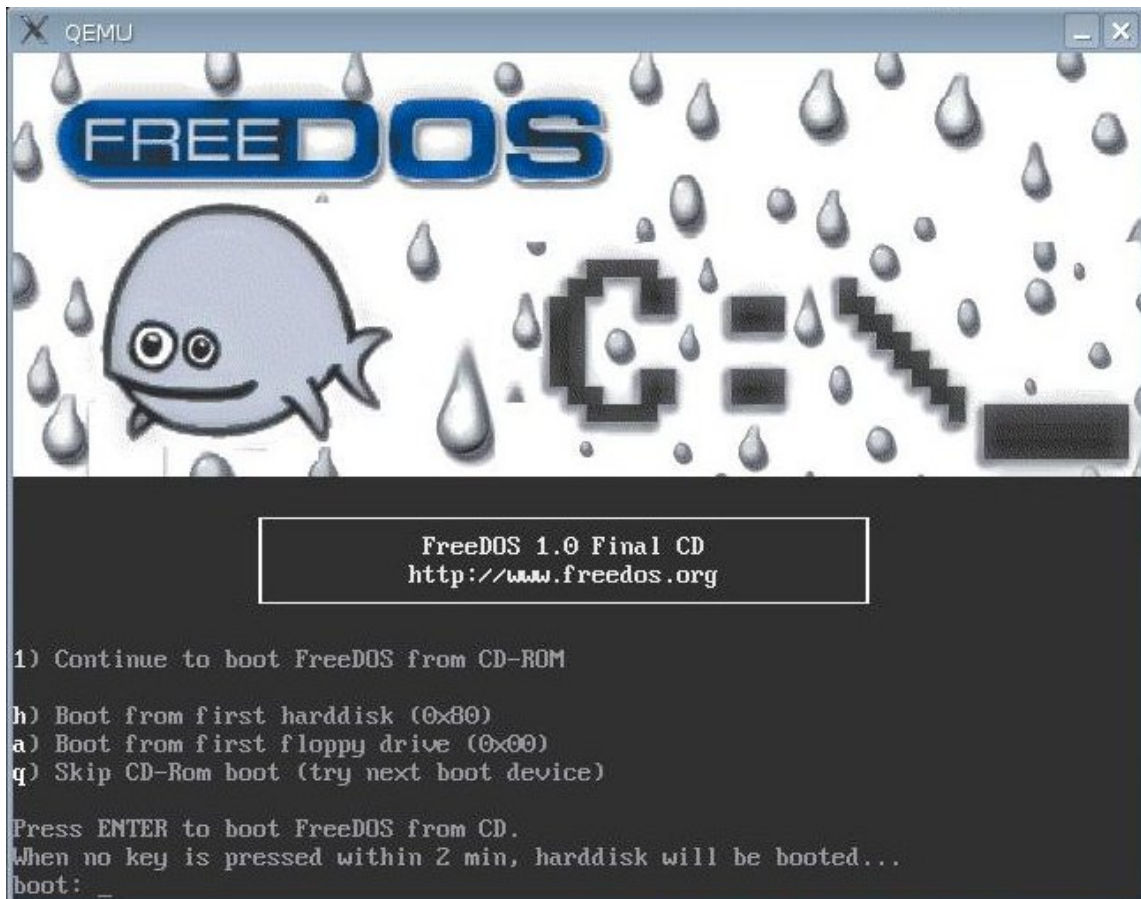 QEMU
FREEDOS
C:\_
FreeDOS 1.0 Final CD
http://www.freedos.org
1) Continue to boot FreeDOS from CD-ROM
h) Boot from first harddisk (0x80)
a) Boot from first floppy drive (0x00)
q) Skip CD-Rom boot (try next boot device)
Press ENTER to boot FreeDOS from CD.
When no key is pressed within 2 min, harddisk will be booted...
boot: _